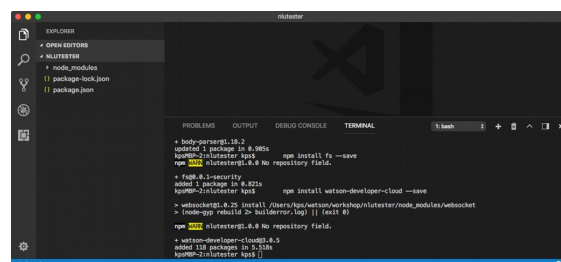 nlutester
EXPLORER
OPEN EDITORS
NLUTESTER
node_modules
{} package-lock.json
{} package.json
PROBLEMS OUTPUT DEBUG CONSOLE TERMINAL 1: bash
+ body-parser@1.18.2
updated 1 package in 0.905s
kpsMBP-2:nlutester kps$ npm install fs --save
npm WARN nlutester@1.0.0 No repository field.
+ fs@0.0.1-security
added 1 package in 0.821s
kpsMBP-2:nlutester kps$ npm install watson-developer-cloud --save
> websocket@1.0.25 install /Users/kps/watson/workshop/nlutester/node_modules/websocket
> (node-gyp rebuild 2> builderror.log) || (exit 0)
npm WARN nlutester@1.0.0 No repository field.
+ watson-developer-cloud@3.0.5
added 118 packages in 5.518s
kpsMBP-2:nlutester kps$